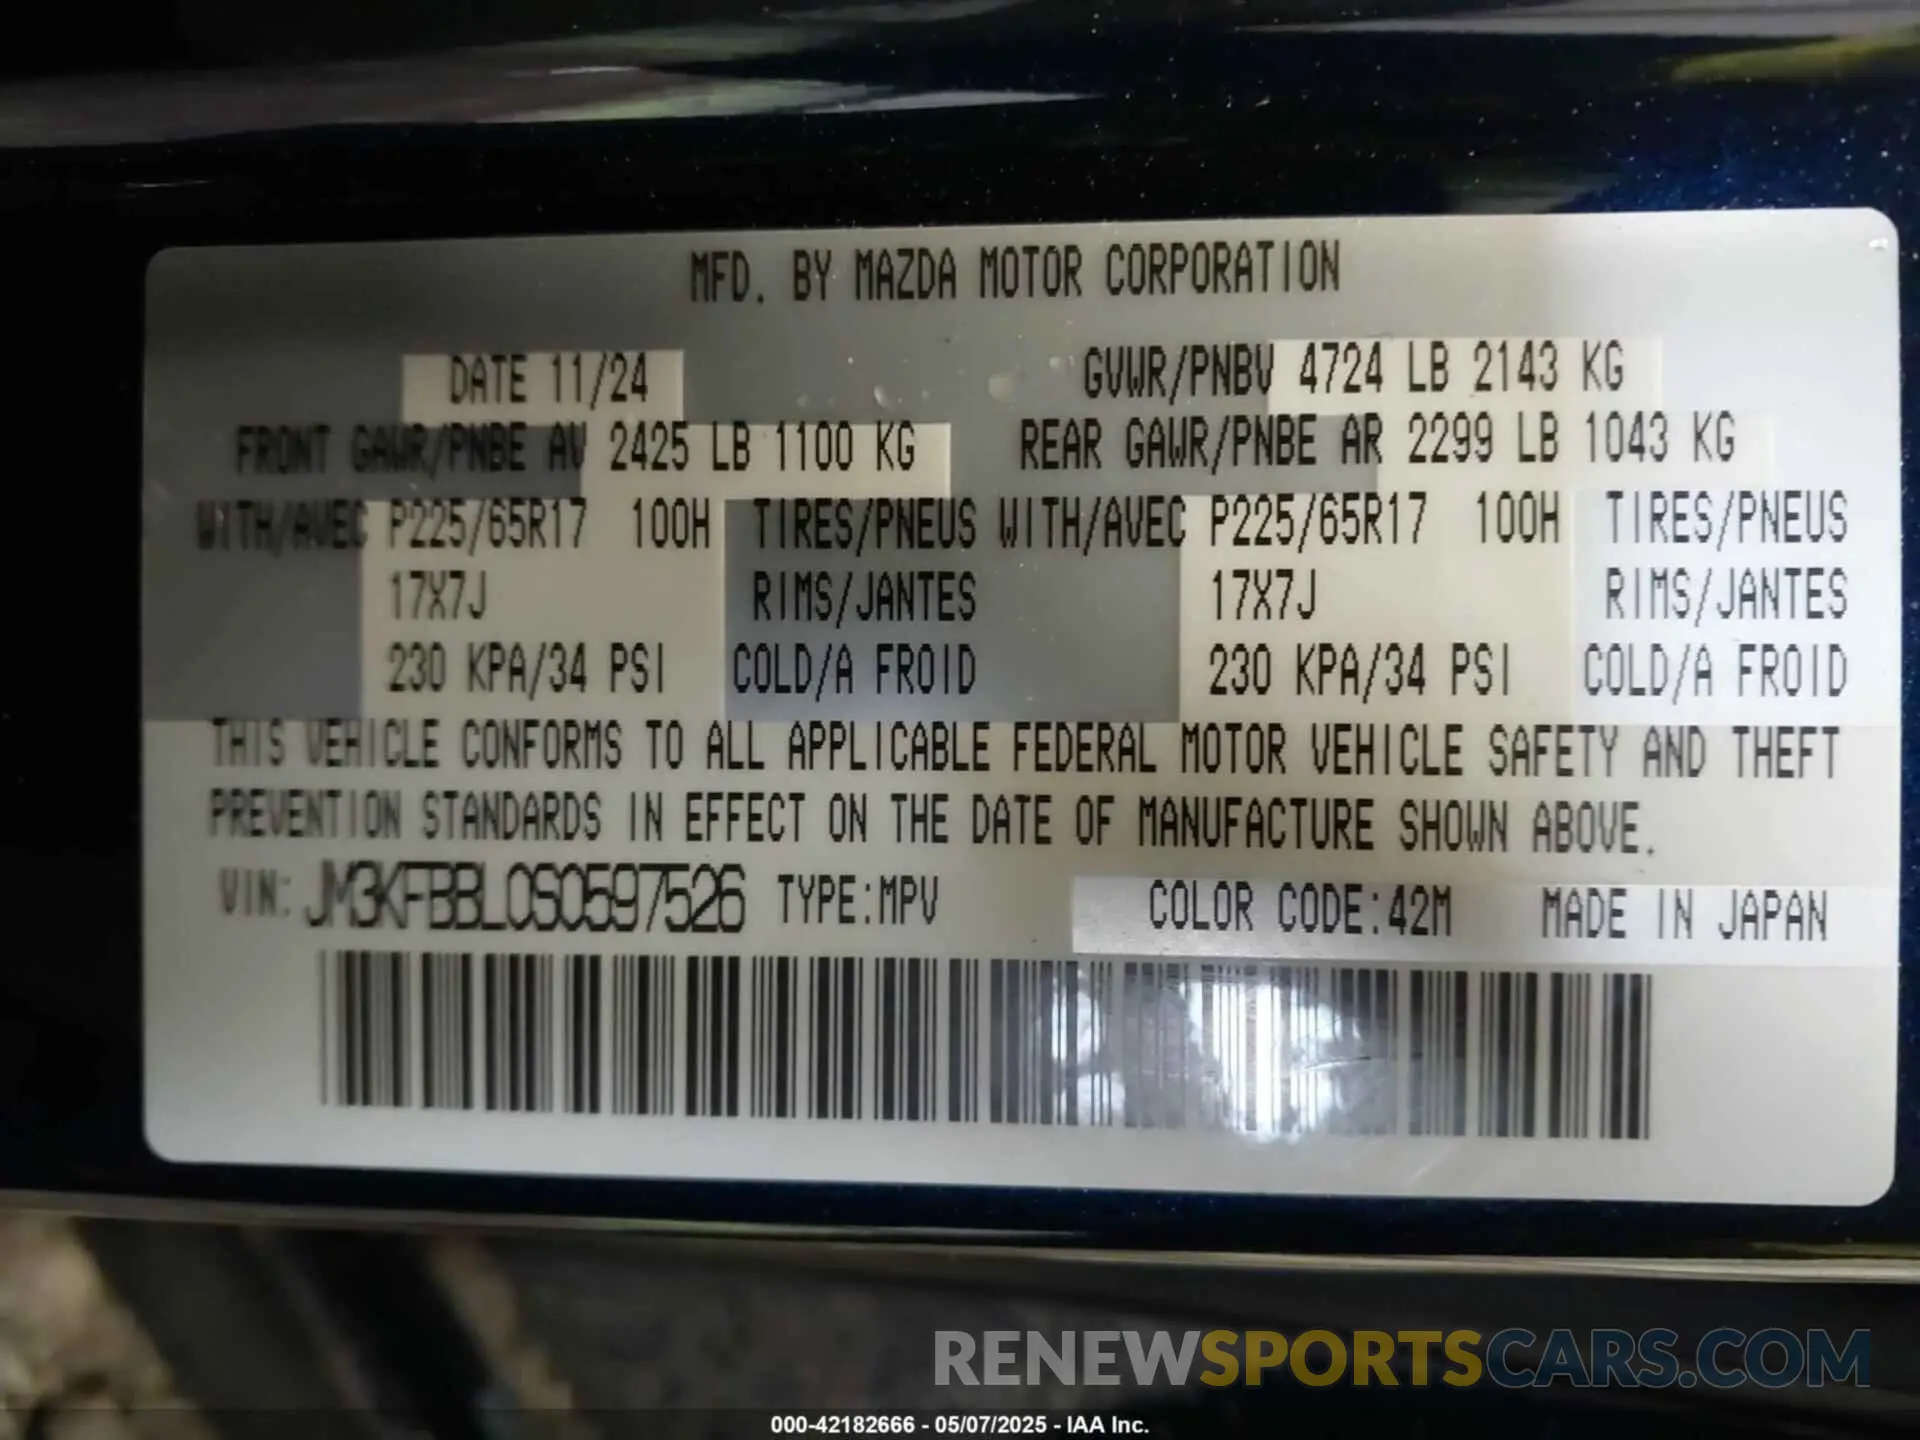 MFD. BY MAZDA MOTOR CORPORATION
DATE 11/24 GVWR/PNBV 4724 LB 2143 KG
FRONT GAWR/PNBE AV 2425 LB 1100 KG REAR GAWR/PNBE AR 2299 LB 1043 KG
WITH/AVEC P225/65R17 100H TIRES/PNEUS WITH/AVEC P225/65R17 100H TIRES/PNEUS
17X7J RIMS/JANTES 17X7J RIMS/JANTES
230 KPA/34 PSI COLD/A FROID 230 KPA/34 PSI COLD/A FROID
THIS VEHICLE CONFORMS TO ALL APPLICABLE FEDERAL MOTOR VEHICLE SAFETY AND THEFT
PREVENTION STANDARDS IN EFFECT ON THE DATE OF MANUFACTURE SHOWN ABOVE.
VIN: JM3KFBBL0S0597526 TYPE:MPV COLOR CODE:42M MADE IN JAPAN
RENEWSPORTSCARS.COM
000-42182666 - 05/07/2025 - IAA Inc.